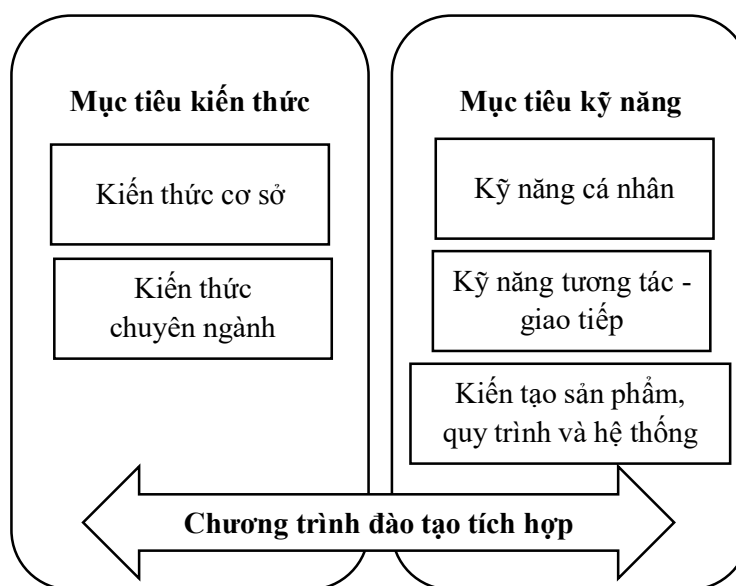 Mục tiêu kiến thức
Kiến thức cơ sở
Kiến thức
chuyên ngành
Mục tiêu kỹ năng
Kỹ năng cá nhân
Kỹ năng tương tác -
giao tiếp
Kiến tạo sản phẩm,
quy trình và hệ thống
Chương trình đào tạo tích hợp